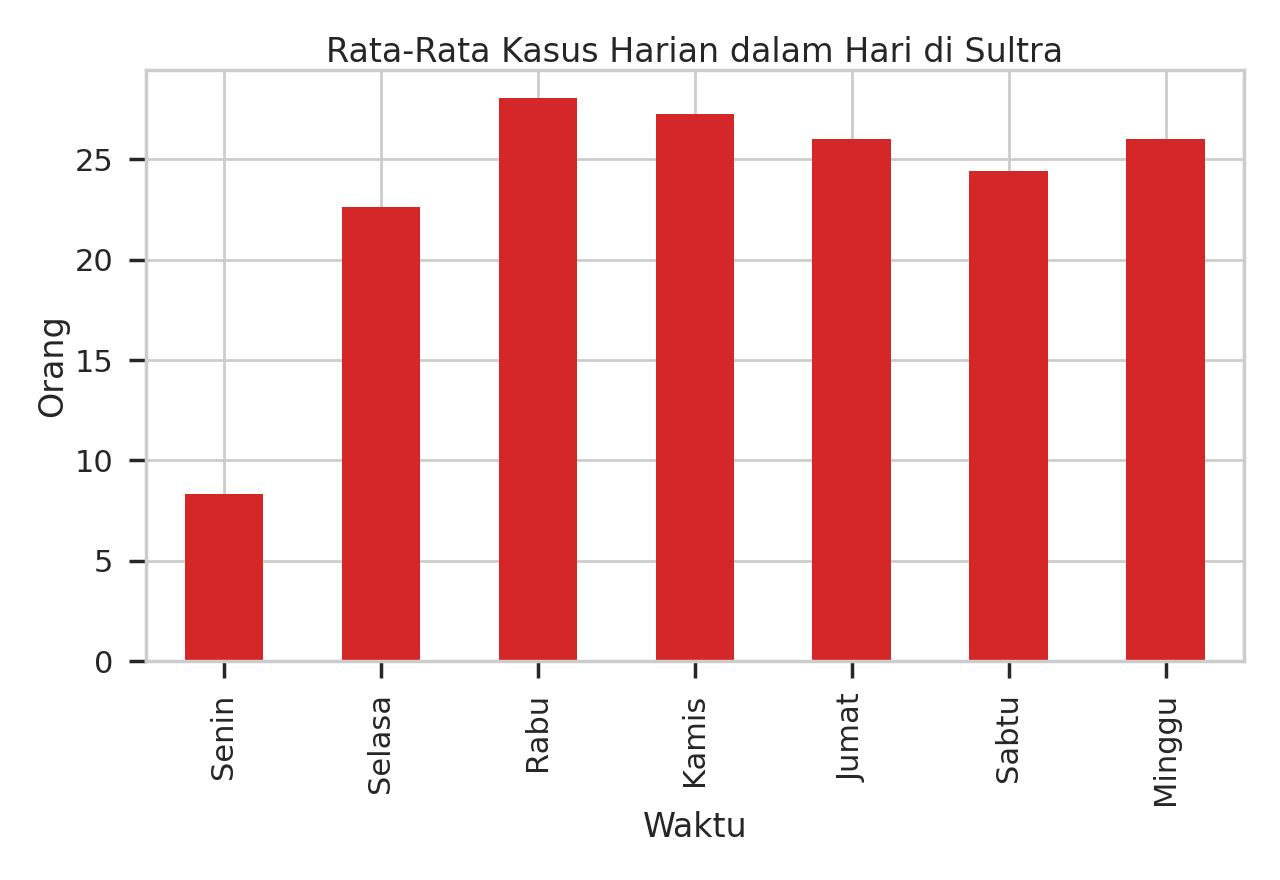 Rata-Rata Kasus Harian dalam Hari di Sultra
Orang
25
20
15
10
5
0
Senin
Selasa
Rabu
Kamis
Jumat
Sabtu
Minggu
Waktu